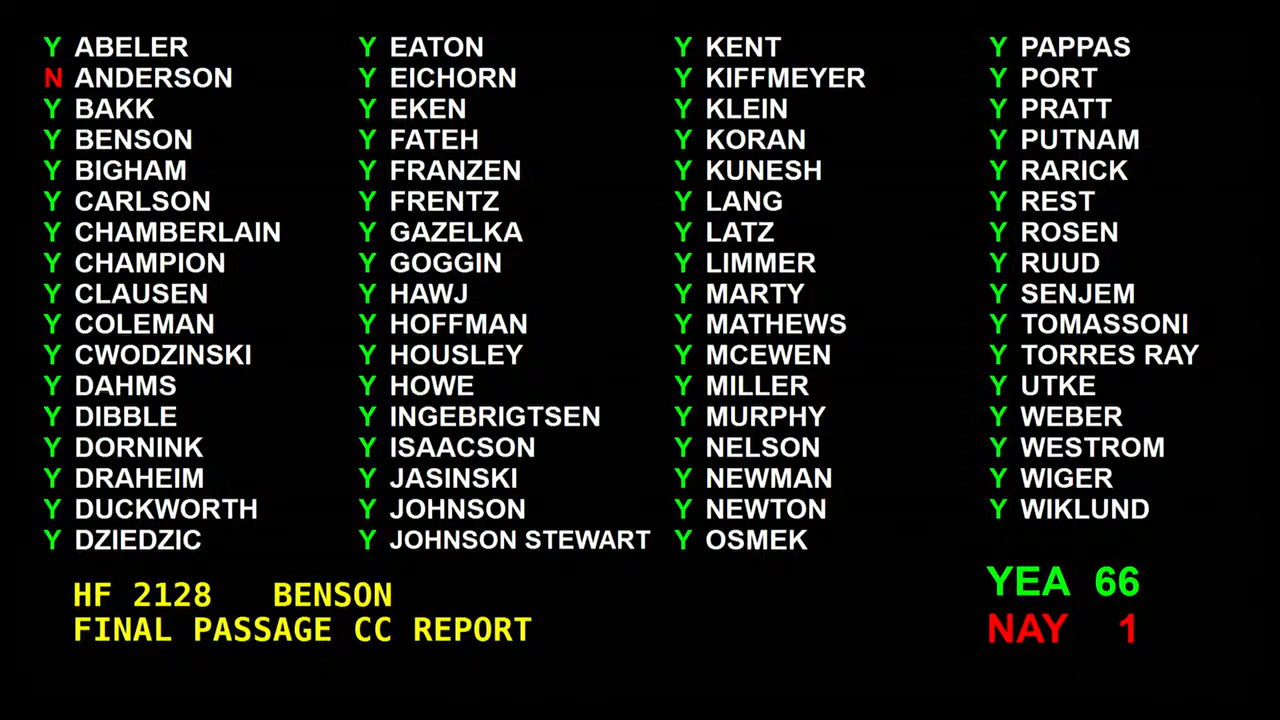 Y ABELER
N ANDERSON
Y BAKK
Y BENSON
Y BIGHAM
Y CARLSON
Y CHAMBERLAIN
Y CHAMPION
Y CLAUSEN
Y COLEMAN
Y CWODZINSKI
Y DAHMS
Y DIBBLE
Y DORNINK
Y DRAHEIM
Y DUCKWORTH
Y DZIEDZIC
Y EATON
Y EICHORN
Y EKEN
Y FATEH
Y FRANZEN
Y FRENTZ
Y GAZELKA
Y GOGGIN
Y HAWJ
Y HOFFMAN
Y HOUSLEY
Y HOWE
Y INGEBRIGTSEN
Y ISAACSON
Y JASINSKI
Y JOHNSON
Y JOHNSON STEWART
Y KENT
Y KIFFMEYER
Y KLEIN
Y KORAN
Y KUNESH
Y LANG
Y LATZ
Y LIMMER
Y MARTY
Y MATHEWS
Y MCEWEN
Y MILLER
Y MURPHY
Y NELSON
Y NEWMAN
Y NEWTON
Y OSMEK
Y PAPPAS
Y PORT
Y PRATT
Y PUTNAM
Y RARICK
Y REST
Y ROSEN
Y RUUD
Y SENJEM
Y TOMASSONI
Y TORRES RAY
Y UTKE
Y WEBER
Y WESTROM
Y WIGER
Y WIKLUND
HF 2128 BENSON
FINAL PASSAGE CC REPORT
YEA 66
NAY 1